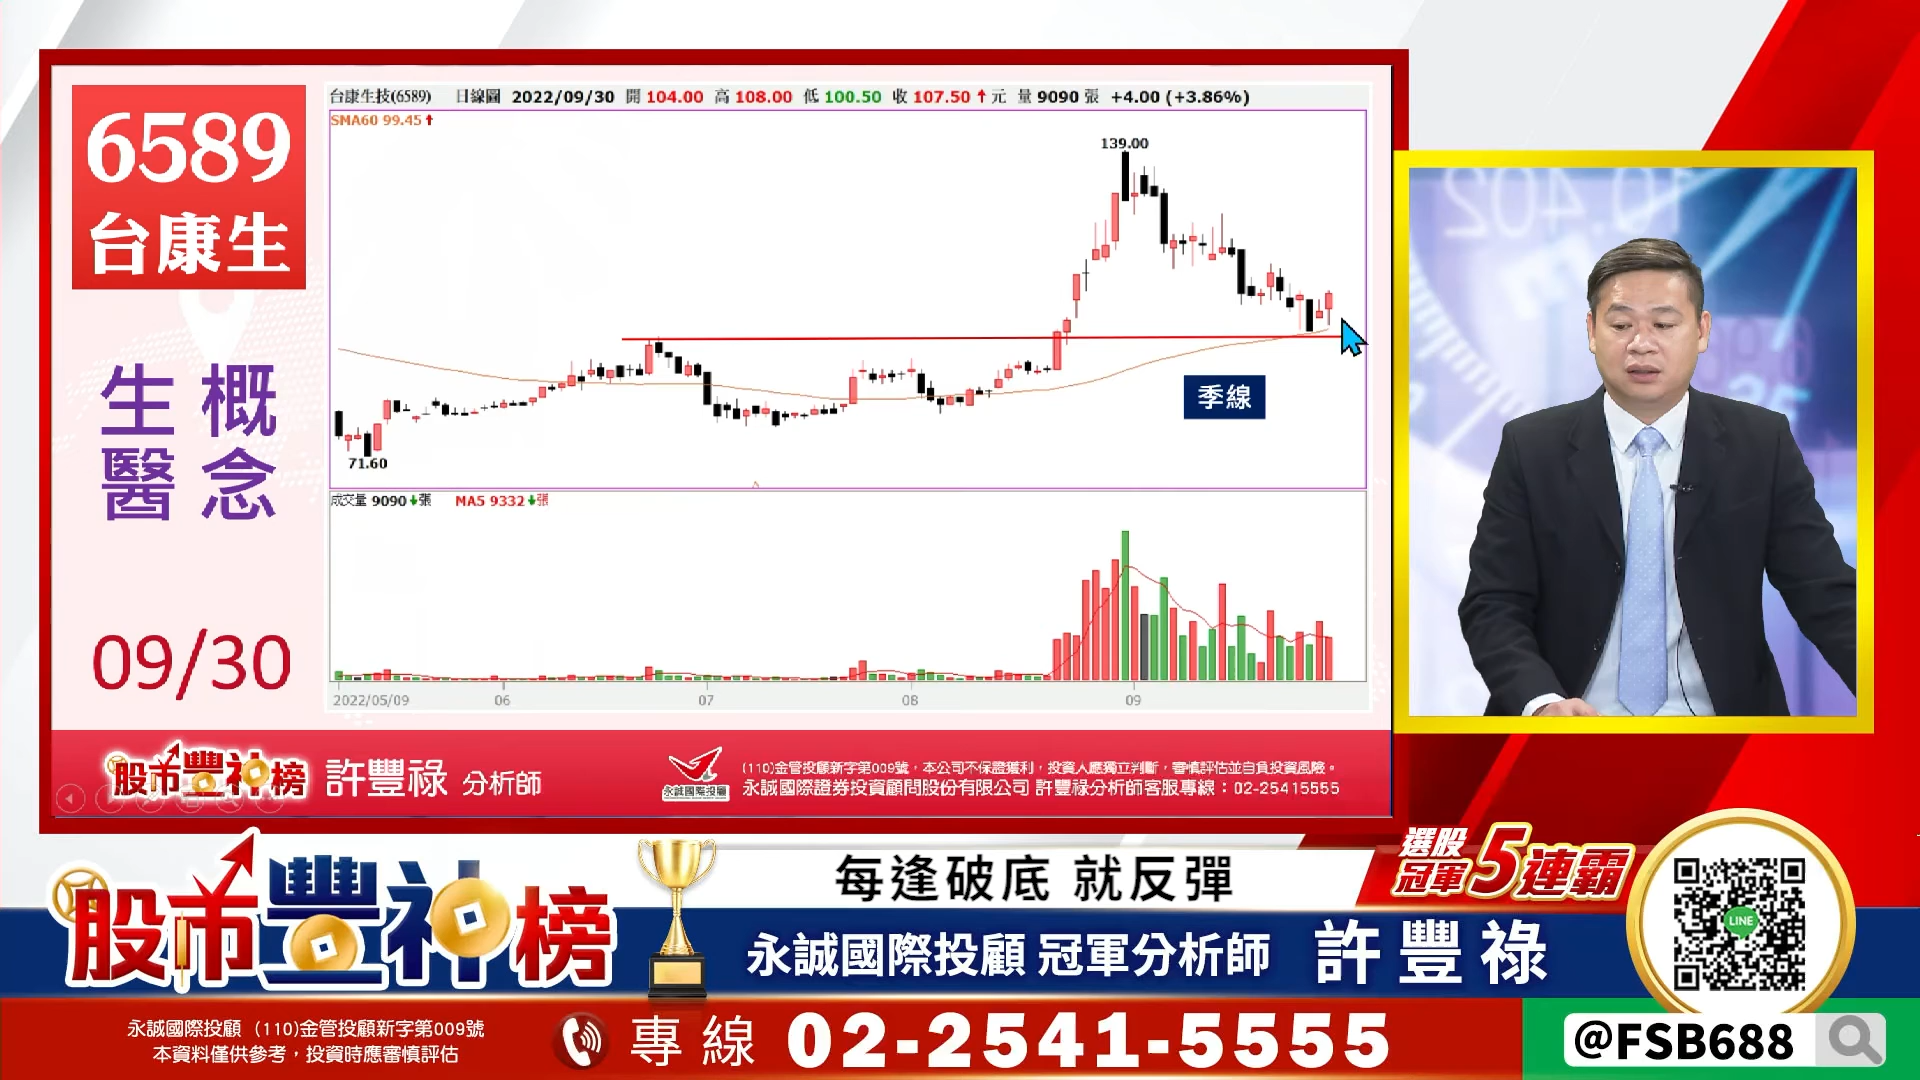 6589
台康生
概念
生醫
09/30
台康生技(6589) 日線圖 2022/09/30 開 104.00 高 108.00 低 100.50 收 107.50↑元 量 9090 張 +4.00 (+3.86%)
SMA60 99.45↑
139.00
季線
71.60
成交量 9090↓張 MA5 9332↓張
2022/05/09 06 07 08 09
股市豐神榜 許豐祿 分析師
永誠國際投顧
(110)金管投顧新字第009號，本公司不保證獲利，投資人應獨立判斷，審慎評估並自負投資風險。
永誠國際證券投資顧問股份有限公司 許豐祿分析師客服專線：02-25415555
10,402
股市豐神榜
每逢破底 就反彈
選股冠軍5連霸
永誠國際投顧 冠軍分析師 許豐祿
LINE
永誠國際投顧 (110)金管投顧新字第009號
本資料僅供參考，投資時應審慎評估
專線 02-2541-5555
@FSB688